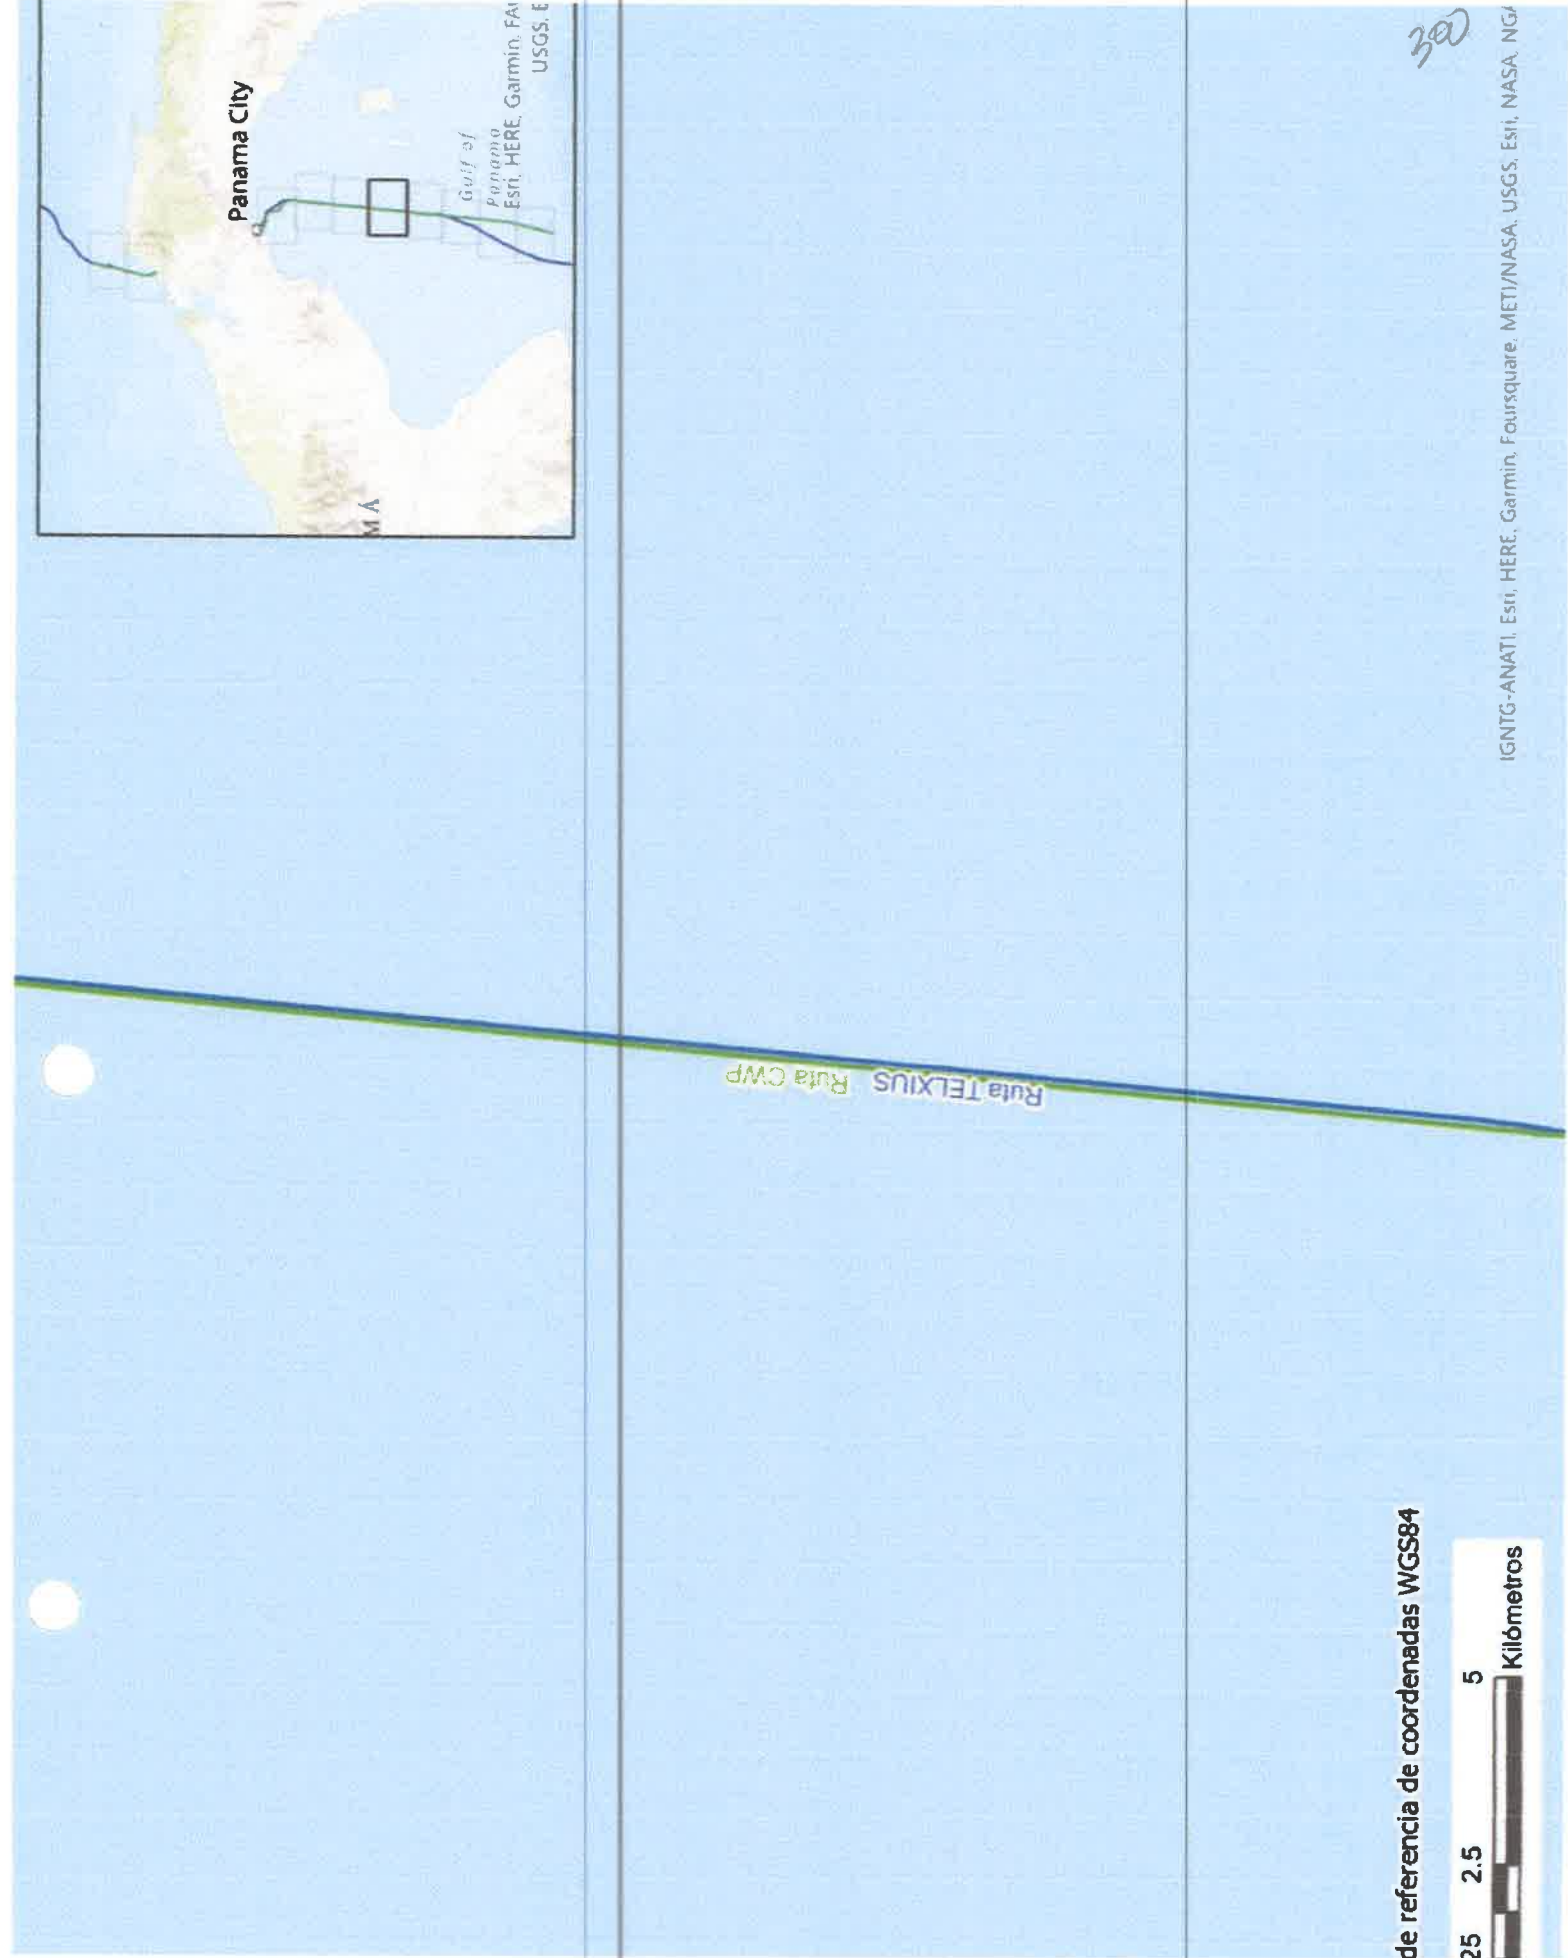 Panama City
Gulf of
Panama
Esri, HERE, Garmin, FA
USGS, E
M A
Ruta CWP
Ruta TELXIUS
300
IGNTG-ANATI, Esri, HERE, Garmin, Foursquare, METI/NASA, USGS, Esri, NASA, NGA
de referencia de coordenadas WGS84
25 2.5 5
Kilómetros